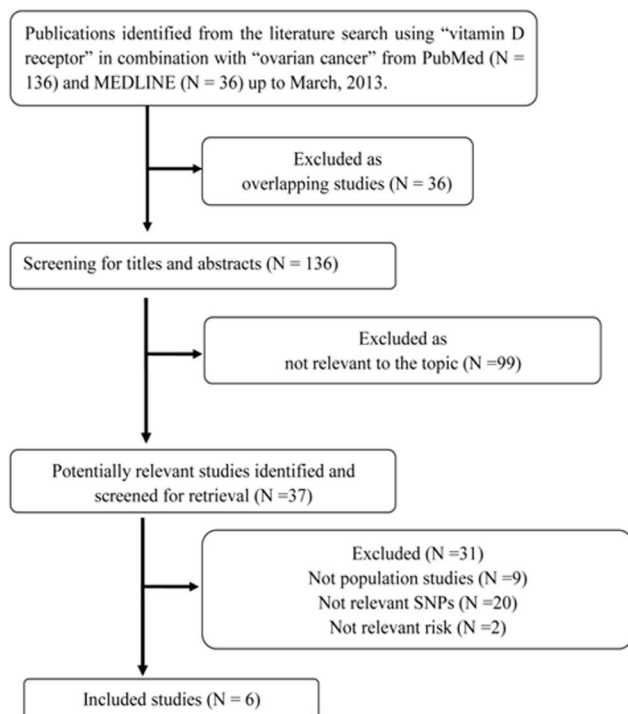 Publications identified from the literature search using “vitamin D
receptor” in combination with “ovarian cancer” from PubMed (N =
136) and MEDLINE (N = 36) up to March, 2013.
Excluded as
overlapping studies (N = 36)
Screening for titles and abstracts (N = 136)
Excluded as
not relevant to the topic (N =99)
Potentially relevant studies identified and
screened for retrieval (N =37)
Excluded (N =31)
Not population studies (N =9)
Not relevant SNPs (N =20)
Not relevant risk (N =2)
Included studies (N = 6)